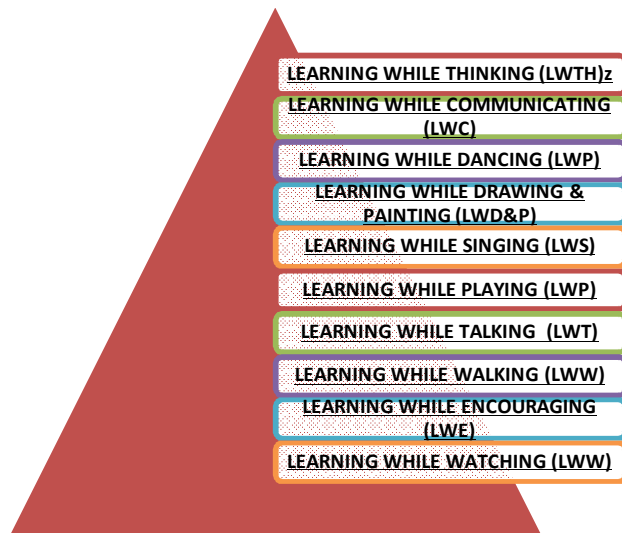 LEARNING WHILE THINKING (LWTH)z
LEARNING WHILE COMMUNICATING
(LWC)
LEARNING WHILE DANCING (LWP)
LEARNING WHILE DRAWING &
PAINTING (LWD&P)
LEARNING WHILE SINGING (LWS)
LEARNING WHILE PLAYING (LWP)
LEARNING WHILE TALKING  (LWT)
LEARNING WHILE WALKING (LWW)
LEARNING WHILE ENCOURAGING
(LWE)
LEARNING WHILE WATCHING (LWW)